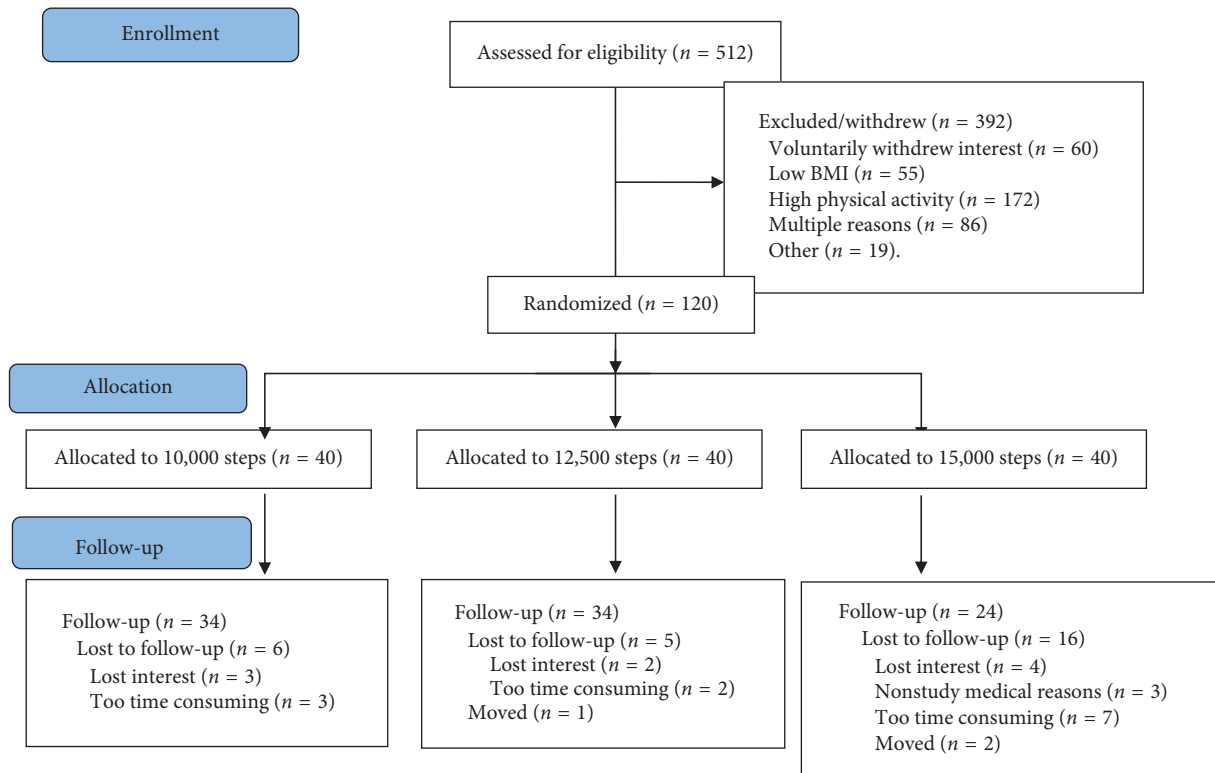 Enrollment
Assessed for eligibility (n = 512)
Excluded/withdrew (n = 392)
Voluntarily withdrew interest (n = 60)
Low BMI (n = 55)
High physical activity (n = 172)
Multiple reasons (n = 86)
Other (n = 19).
Randomized (n = 120)
Allocation
Allocated to 10,000 steps (n = 40)
Allocated to 12,500 steps (n = 40)
Allocated to 15,000 steps (n = 40)
Follow-up
Follow-up (n = 34)
Lost to follow-up (n = 6)
Lost interest (n = 3)
Too time consuming (n = 3)
Follow-up (n = 34)
Lost to follow-up (n = 5)
Lost interest (n = 2)
Too time consuming (n = 2)
Moved (n = 1)
Follow-up (n = 24)
Lost to follow-up (n = 16)
Lost interest (n = 4)
Nonstudy medical reasons (n = 3)
Too time consuming (n = 7)
Moved (n = 2)